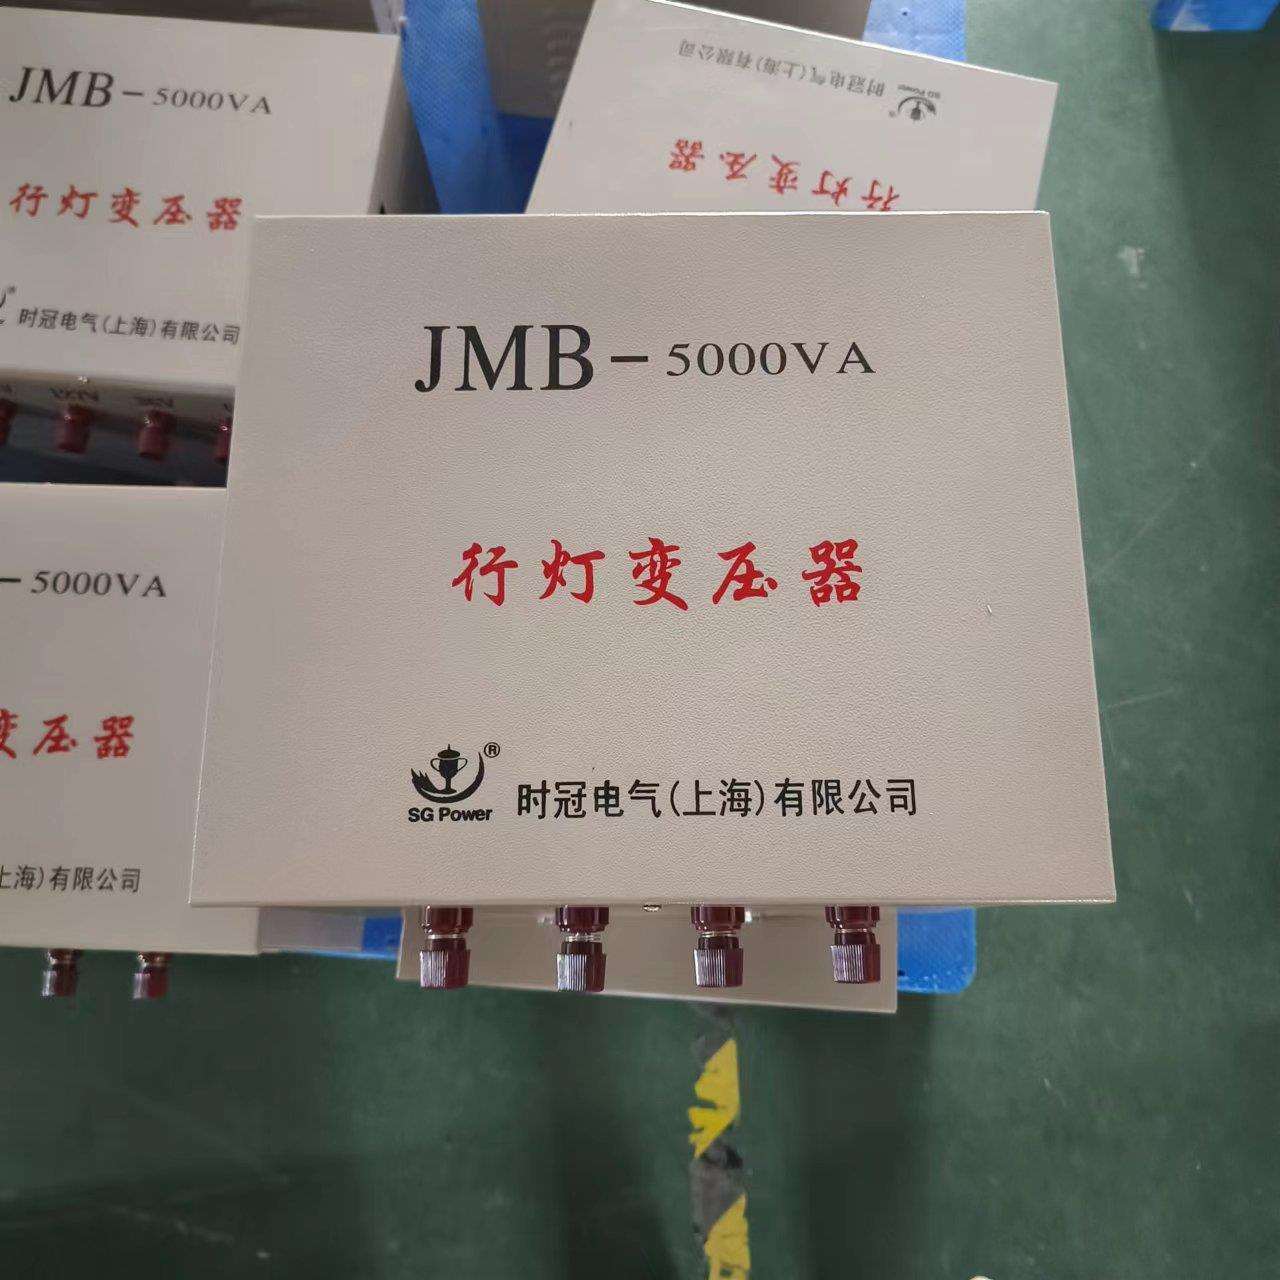 JMB-5000VA
行灯变压器
时冠电气(上海)有限公司
时冠电气(上海)有限公司
SG Power
行灯变压器
JMB-5000VA
行灯变压器
®
SG Power
时冠电气(上海)有限公司
-5000VA
变压器
上海)有限公司